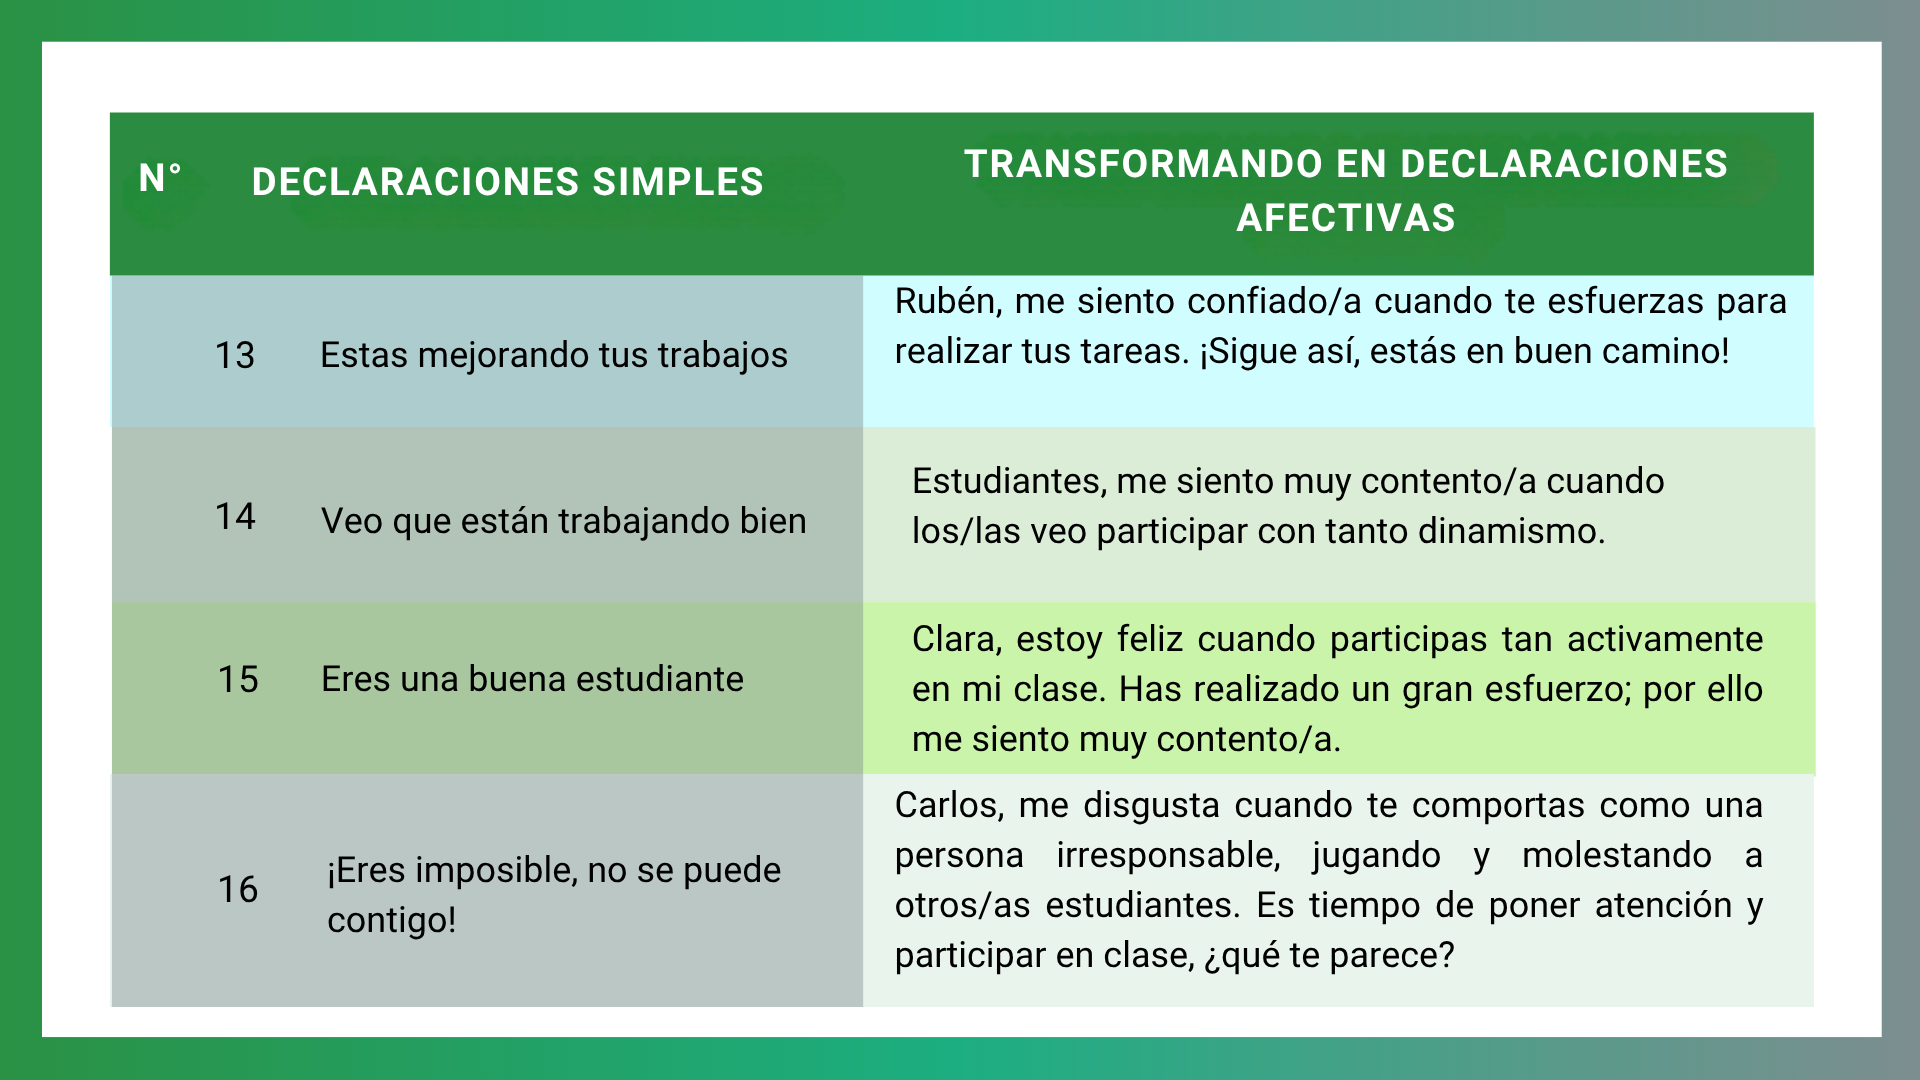 N°
DECLARACIONES SIMPLES
TRANSFORMANDO EN DECLARACIONES
AFECTIVAS
13
Estas mejorando tus trabajos
Rubén, me siento confiado/a cuando te esfuerzas para
realizar tus tareas. ¡Sigue así, estás en buen camino!
14
Veo que están trabajando bien
Estudiantes, me siento muy contento/a cuando
los/las veo participar con tanto dinamismo.
15
Eres una buena estudiante
Clara, estoy feliz cuando participas tan activamente
en mi clase. Has realizado un gran esfuerzo; por ello
me siento muy contento/a.
16
¡Eres imposible, no se puede
contigo!
Carlos, me disgusta cuando te comportas como una
persona irresponsable, jugando y molestando a
otros/as estudiantes. Es tiempo de poner atención y
participar en clase, ¿qué te parece?